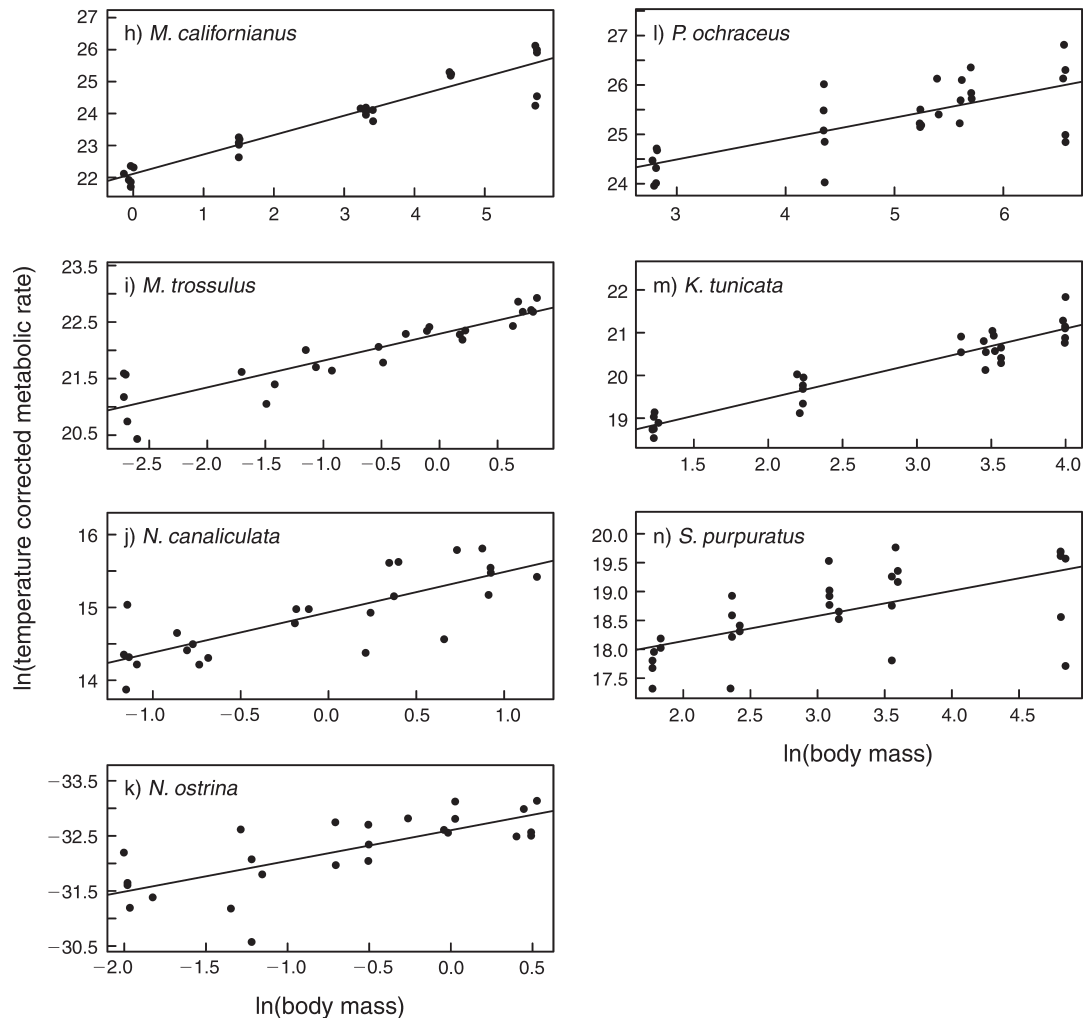 ln(temperature corrected metabolic rate)
h) M. californianus
27
26
25
24
23
22
0 1 2 3 4 5
i) M. trossulus
23.5
22.5
21.5
20.5
−2.5 −2.0 −1.5 −1.0 −0.5 0.0 0.5
j) N. canaliculata
16
15
14
−1.0 −0.5 0.0 0.5 1.0
k) N. ostrina
−33.5
−32.5
−31.5
−30.5
−2.0 −1.5 −1.0 −0.5 0.0 0.5
ln(body mass)
l) P. ochraceus
27
26
25
24
3 4 5 6
m) K. tunicata
22
21
20
19
1.5 2.0 2.5 3.0 3.5 4.0
n) S. purpuratus
20.0
19.5
19.0
18.5
18.0
17.5
2.0 2.5 3.0 3.5 4.0 4.5
ln(body mass)